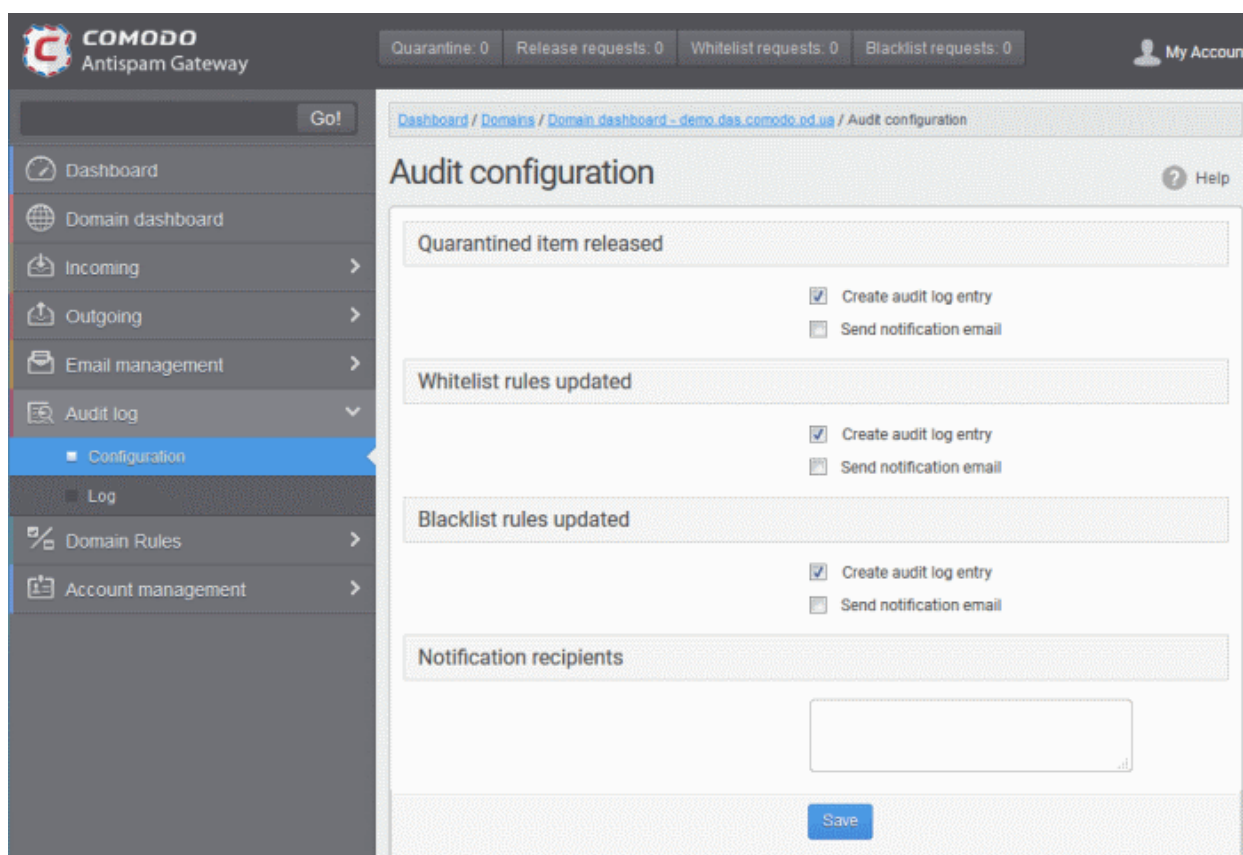 COMODO
Antispam Gateway
Quarantine: 0
Release requests: 0
Whitelist requests: 0
Blacklist requests: 0
My Accoun
Go!
Dashboard
Domain dashboard
Incoming
Outgoing
Email management
Audit log
Configuration
Log
Domain Rules
Account management
Dashboard / Domains / Domain dashboard - demo.das.comodo.od.ua / Audit configuration
Audit configuration
Help
Quarantined item released
Create audit log entry
Send notification email
Whitelist rules updated
Create audit log entry
Send notification email
Blacklist rules updated
Create audit log entry
Send notification email
Notification recipients
Save